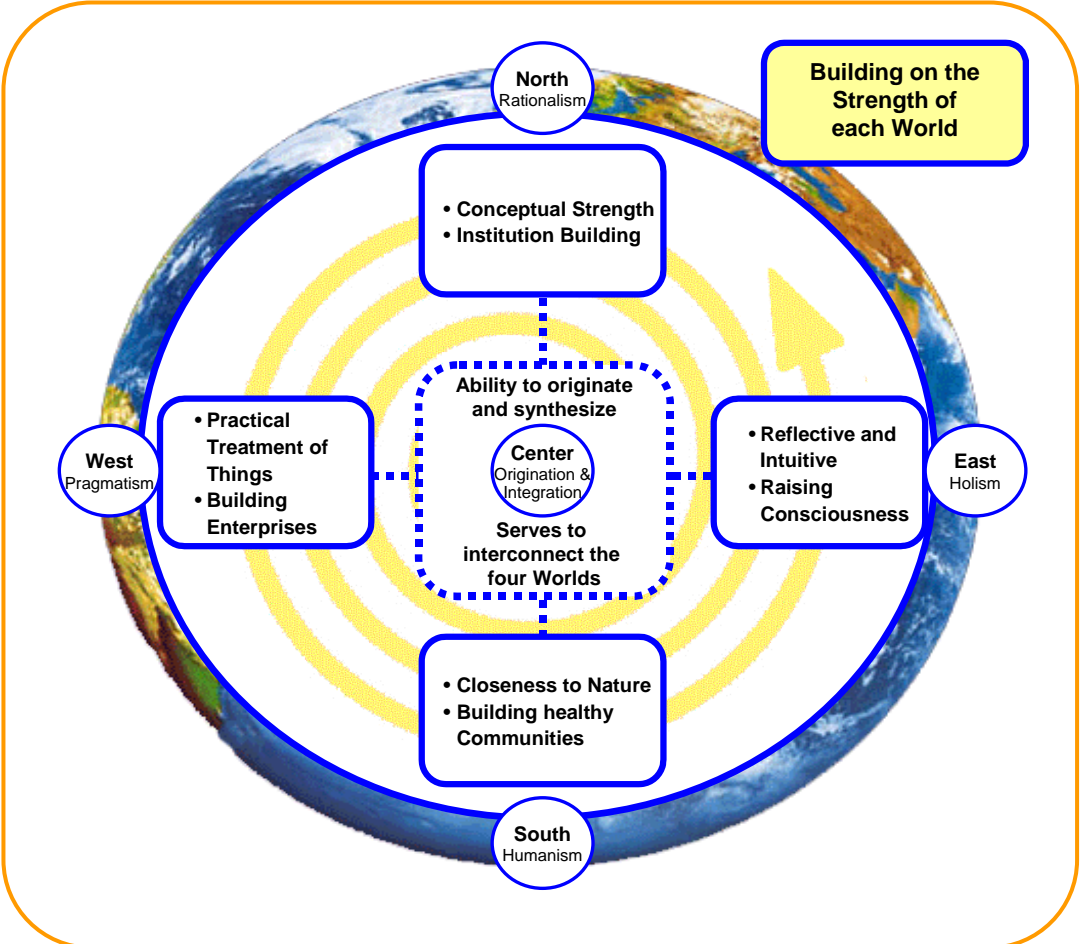 North
Rationalism
Building on the
Strength of
each World
• Conceptual Strength
• Institution Building
West
Pragmatism
• Practical
Treatment of
Things
• Building
Enterprises
Ability to originate
and synthesize
Center
Origination &
Integration
Serves to
interconnect the
four Worlds
• Reflective and
Intuitive
• Raising
Consciousness
East
Holism
• Closeness to Nature
• Building healthy
Communities
South
Humanism